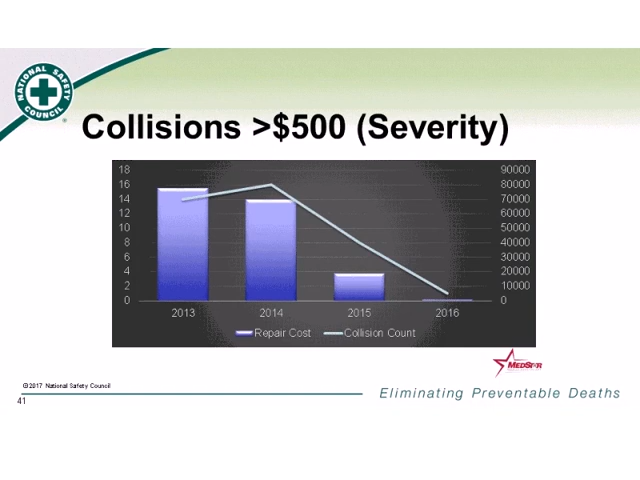 NATIONAL SAFETY
COUNCIL
Collisions >$500 (Severity)
18 90000
16 80000
14 70000
12 60000
10 50000
8 40000
6 30000
4 20000
2 10000
0 0
2013 2014 2015 2016
Repair Cost Collision Count
MEDSTAR
©2017 National Safety Council
Eliminating Preventable Deaths
41